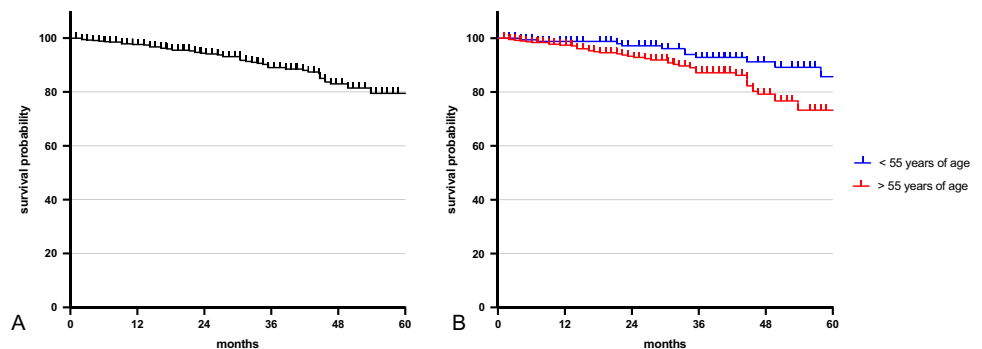 100
80
60
40
20
0
survival probability
0 12 24 36 48 60
months
A
100
80
60
40
20
0
survival probability
0 12 24 36 48 60
months
B
< 55 years of age
> 55 years of age